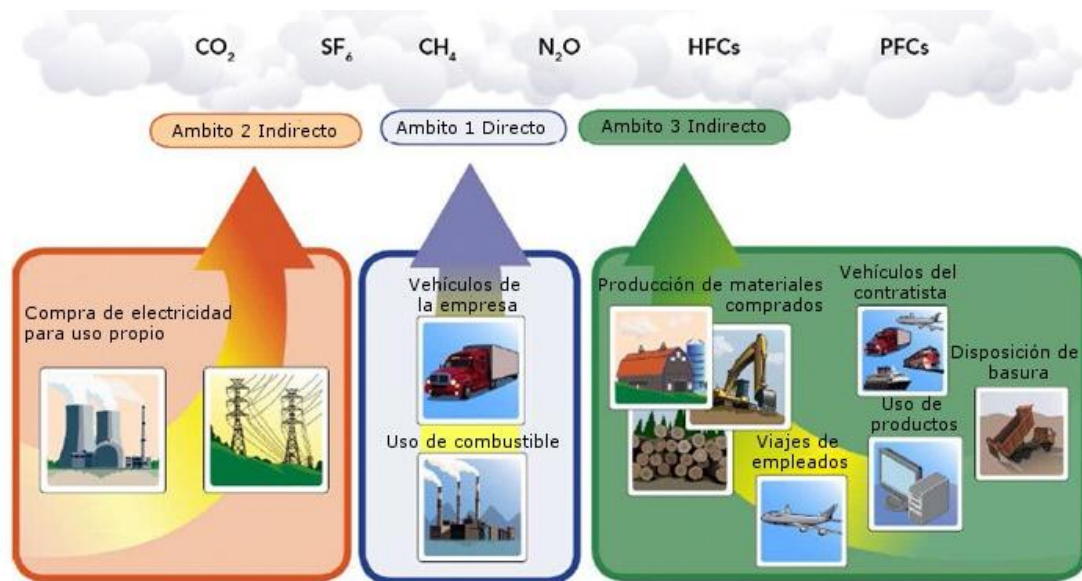 CO₂ SF₆ CH₄ N₂O HFCs PFCs
Ambito 2 Indirecto
Ambito 1 Directo
Ambito 3 Indirecto
Compra de electricidad
para uso propio
Vehículos de
la empresa
Uso de combustible
Producción de materiales
comprados
Vehículos del
contratista
Disposición de
basura
Uso de
productos
Viajes de
empleados